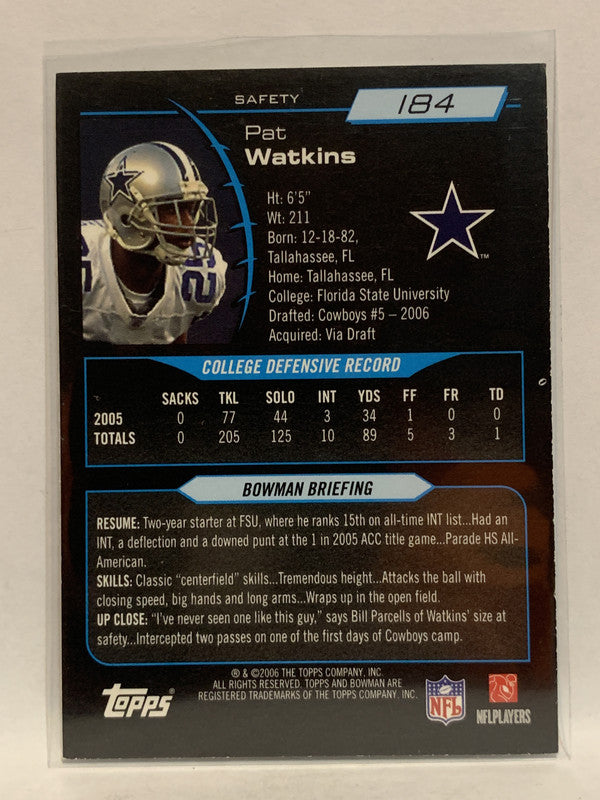 SAFETY
184
Pat
Watkins
Ht: 6'5"
Wt: 211
Born: 12-18-82,
Tallahassee, FL
Home: Tallahassee, FL
College: Florida State University
Drafted: Cowboys #5 – 2006
Acquired: Via Draft
TM
COLLEGE DEFENSIVE RECORD
SACKS TKL SOLO INT YDS FF FR TD
2005 0 77 44 3 34 1 0 0
TOTALS 0 205 125 10 89 5 3 1
BOWMAN BRIEFING
RESUME: Two-year starter at FSU, where he ranks 15th on all-time INT list...Had an
INT, a deflection and a downed punt at the 1 in 2005 ACC title game...Parade HS All-
American.
SKILLS: Classic "centerfield" skills...Tremendous height...Attacks the ball with
closing speed, big hands and long arms...Wraps up in the open field.
UP CLOSE: "I've never seen one like this guy," says Bill Parcells of Watkins' size at
safety...Intercepted two passes on one of the first days of Cowboys camp.
® & ©2006 THE TOPPS COMPANY, INC.
ALL RIGHTS RESERVED. TOPPS AND BOWMAN ARE
REGISTERED TRADEMARKS OF THE TOPPS COMPANY, INC.
topps
NFL
NFLPLAYERS